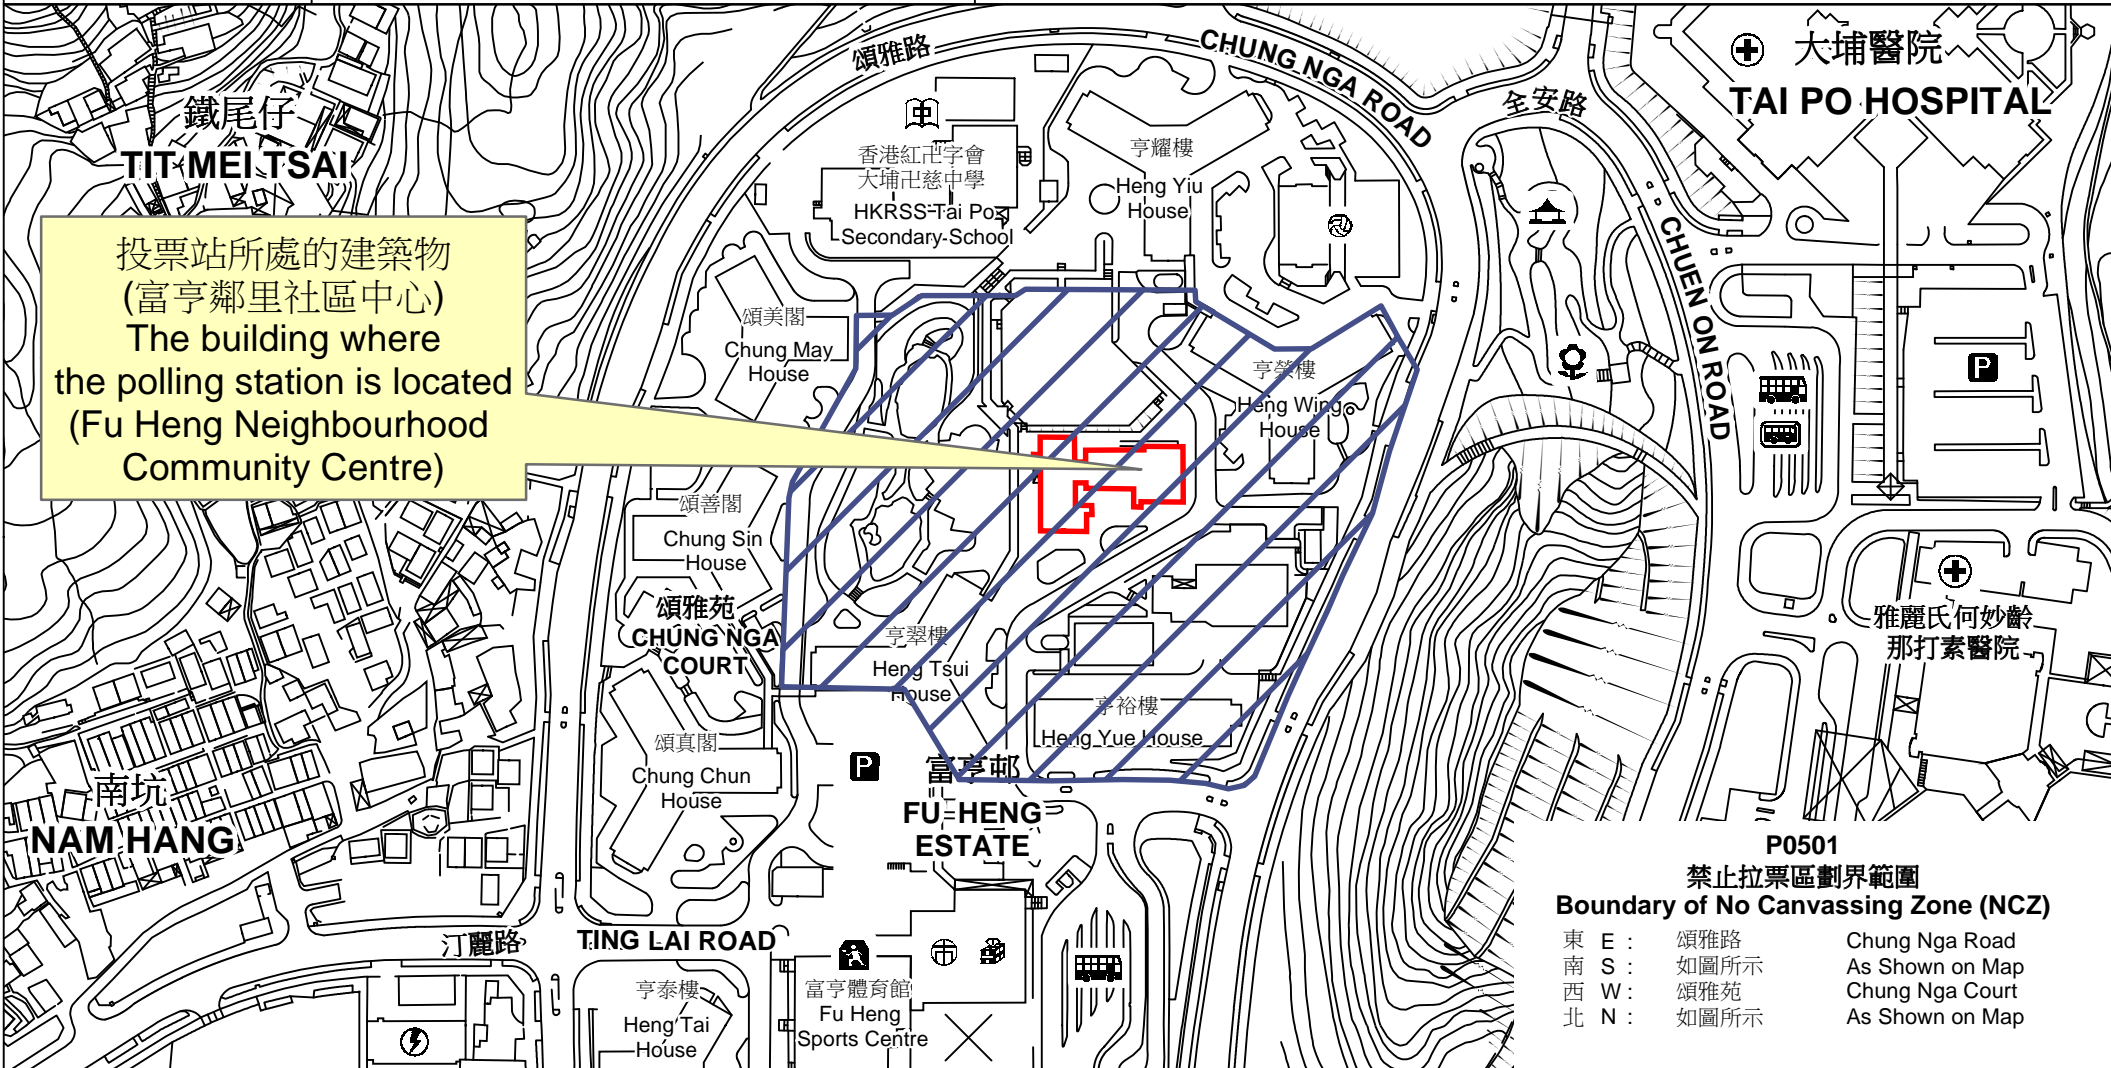 頌雅路
CHUNG NGA ROAD
全安路
大埔醫院
TAI PO HOSPITAL
鐵尾仔
TIT MEI TSAI
中
香港紅卍字會
大埔卍慈中學
HKRSS Tai Po
Secondary School
亨耀樓
Heng Yiu
House
CHUEN ON ROAD
投票站所處的建築物
(富亨鄰里社區中心)
The building where
the polling station is located
(Fu Heng Neighbourhood
Community Centre)
頌美閣
Chung May
House
亨榮樓
Heng Wing
House
P
頌善閣
Chung Sin
House
頌雅苑
CHUNG NGA
COURT
亨翠樓
Heng Tsui
House
雅麗氏何妙齡
那打素醫院
亨裕樓
Heng Yue House
頌真閣
Chung Chun
House
P
富亨邨
FU HENG
ESTATE
南坑
NAM HANG
汀麗路
TING LAI ROAD
亨泰樓
Heng Tai
House
富亨體育館
Fu Heng
Sports Centre
市
P0501
禁止拉票區劃界範圍
Boundary of No Canvassing Zone (NCZ)
東 E : 頌雅路 Chung Nga Road
南 S : 如圖所示 As Shown on Map
西 W : 頌雅苑 Chung Nga Court
北 N : 如圖所示 As Shown on Map